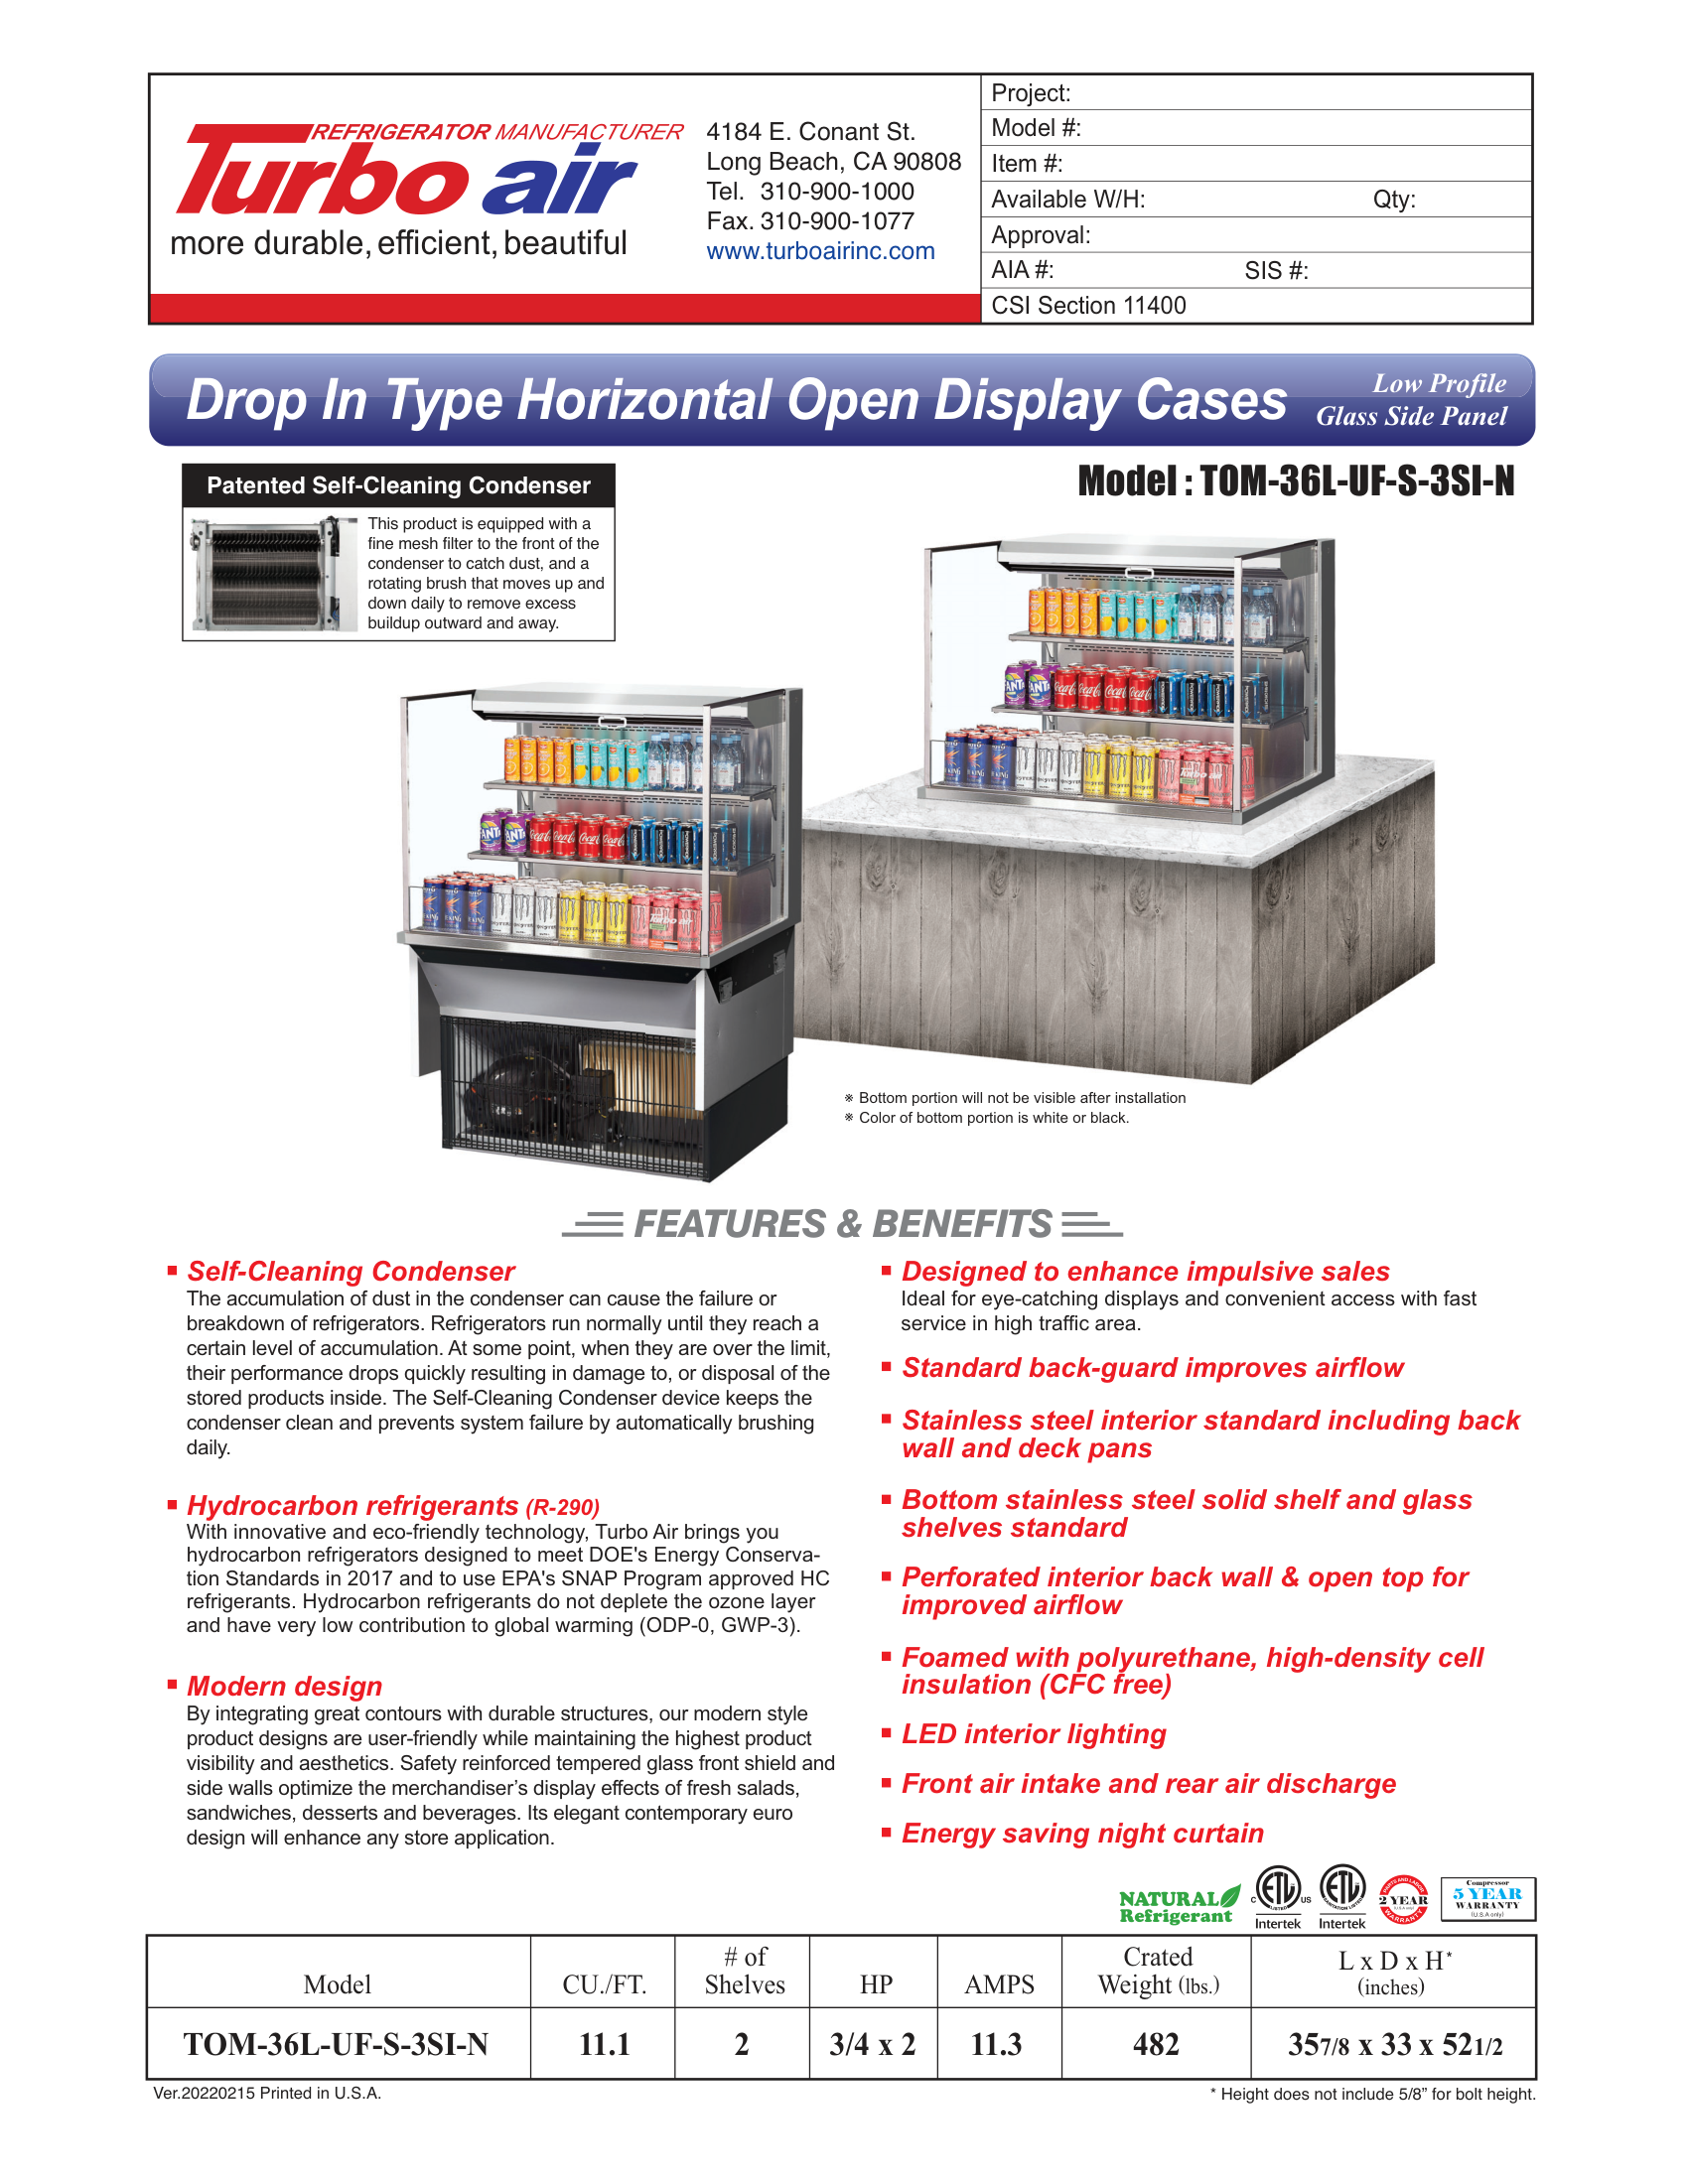 REFRIGERATOR MANUFACTURER
Turbo air
more durable, efficient, beautiful
4184 E. Conant St.
Long Beach, CA 90808
Tel. 310-900-1000
Fax. 310-900-1077
www.turboairinc.com
Project:
Model #:
Item #:
Available W/H: Qty:
Approval:
AIA #: SIS #:
CSI Section 11400
Drop In Type Horizontal Open Display Cases
Low Profile
Glass Side Panel
Patented Self-Cleaning Condenser
This product is equipped with a
fine mesh filter to the front of the
condenser to catch dust, and a
rotating brush that moves up and
down daily to remove excess
buildup outward and away.
Model : TOM-36L-UF-S-3SI-N
※ Bottom portion will not be visible after installation
※ Color of bottom portion is white or black.
FEATURES & BENEFITS
Self-Cleaning Condenser
The accumulation of dust in the condenser can cause the failure or
breakdown of refrigerators. Refrigerators run normally until they reach a
certain level of accumulation. At some point, when they are over the limit,
their performance drops quickly resulting in damage to, or disposal of the
stored products inside. The Self-Cleaning Condenser device keeps the
condenser clean and prevents system failure by automatically brushing
daily.
Hydrocarbon refrigerants (R-290)
With innovative and eco-friendly technology, Turbo Air brings you
hydrocarbon refrigerators designed to meet DOE's Energy Conserva-
tion Standards in 2017 and to use EPA's SNAP Program approved HC
refrigerants. Hydrocarbon refrigerants do not deplete the ozone layer
and have very low contribution to global warming (ODP-0, GWP-3).
Modern design
By integrating great contours with durable structures, our modern style
product designs are user-friendly while maintaining the highest product
visibility and aesthetics. Safety reinforced tempered glass front shield and
side walls optimize the merchandiser’s display effects of fresh salads,
sandwiches, desserts and beverages. Its elegant contemporary euro
design will enhance any store application.
Designed to enhance impulsive sales
Ideal for eye-catching displays and convenient access with fast
service in high traffic area.
Standard back-guard improves airflow
Stainless steel interior standard including back
wall and deck pans
Bottom stainless steel solid shelf and glass
shelves standard
Perforated interior back wall & open top for
improved airflow
Foamed with polyurethane, high-density cell
insulation (CFC free)
LED interior lighting
Front air intake and rear air discharge
Energy saving night curtain
NATURAL
Refrigerant
C ETL US
LISTED
Intertek
ETL
SANITATION LISTED
Intertek
PARTS AND LABOR
2 YEAR
(U.S.A only)
WARRANTY
Compressor
5 YEAR
WARRANTY
(U.S.A only)
Model CU./FT. # of Shelves HP AMPS Crated Weight (lbs.) L x D x H* (inches)
TOM-36L-UF-S-3SI-N 11.1 2 3/4 x 2 11.3 482 357/8 x 33 x 521/2
Ver.20220215 Printed in U.S.A.
* Height does not include 5/8” for bolt height.